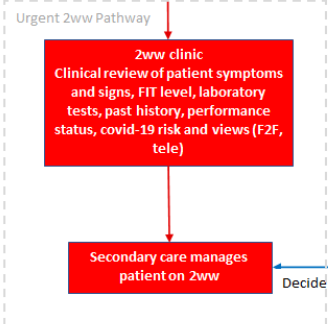 Urgent 2ww Pathway
2ww clinic
Clinical review of patient symptoms
and signs, FIT level, laboratory
tests, past history, performance
status, covid-19 risk and views (F2F,
tele)
Secondary care manages
patient on 2ww
Decide